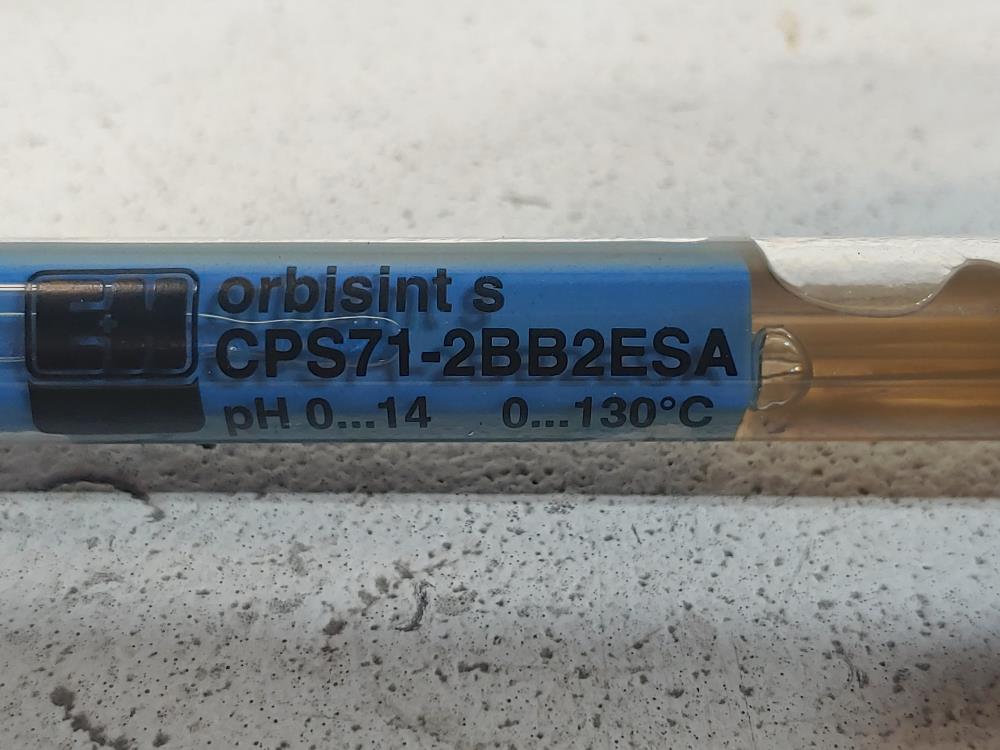 E+H
orbisint s
CPS71-2BB2ESA
pH 0...14 0...130°C